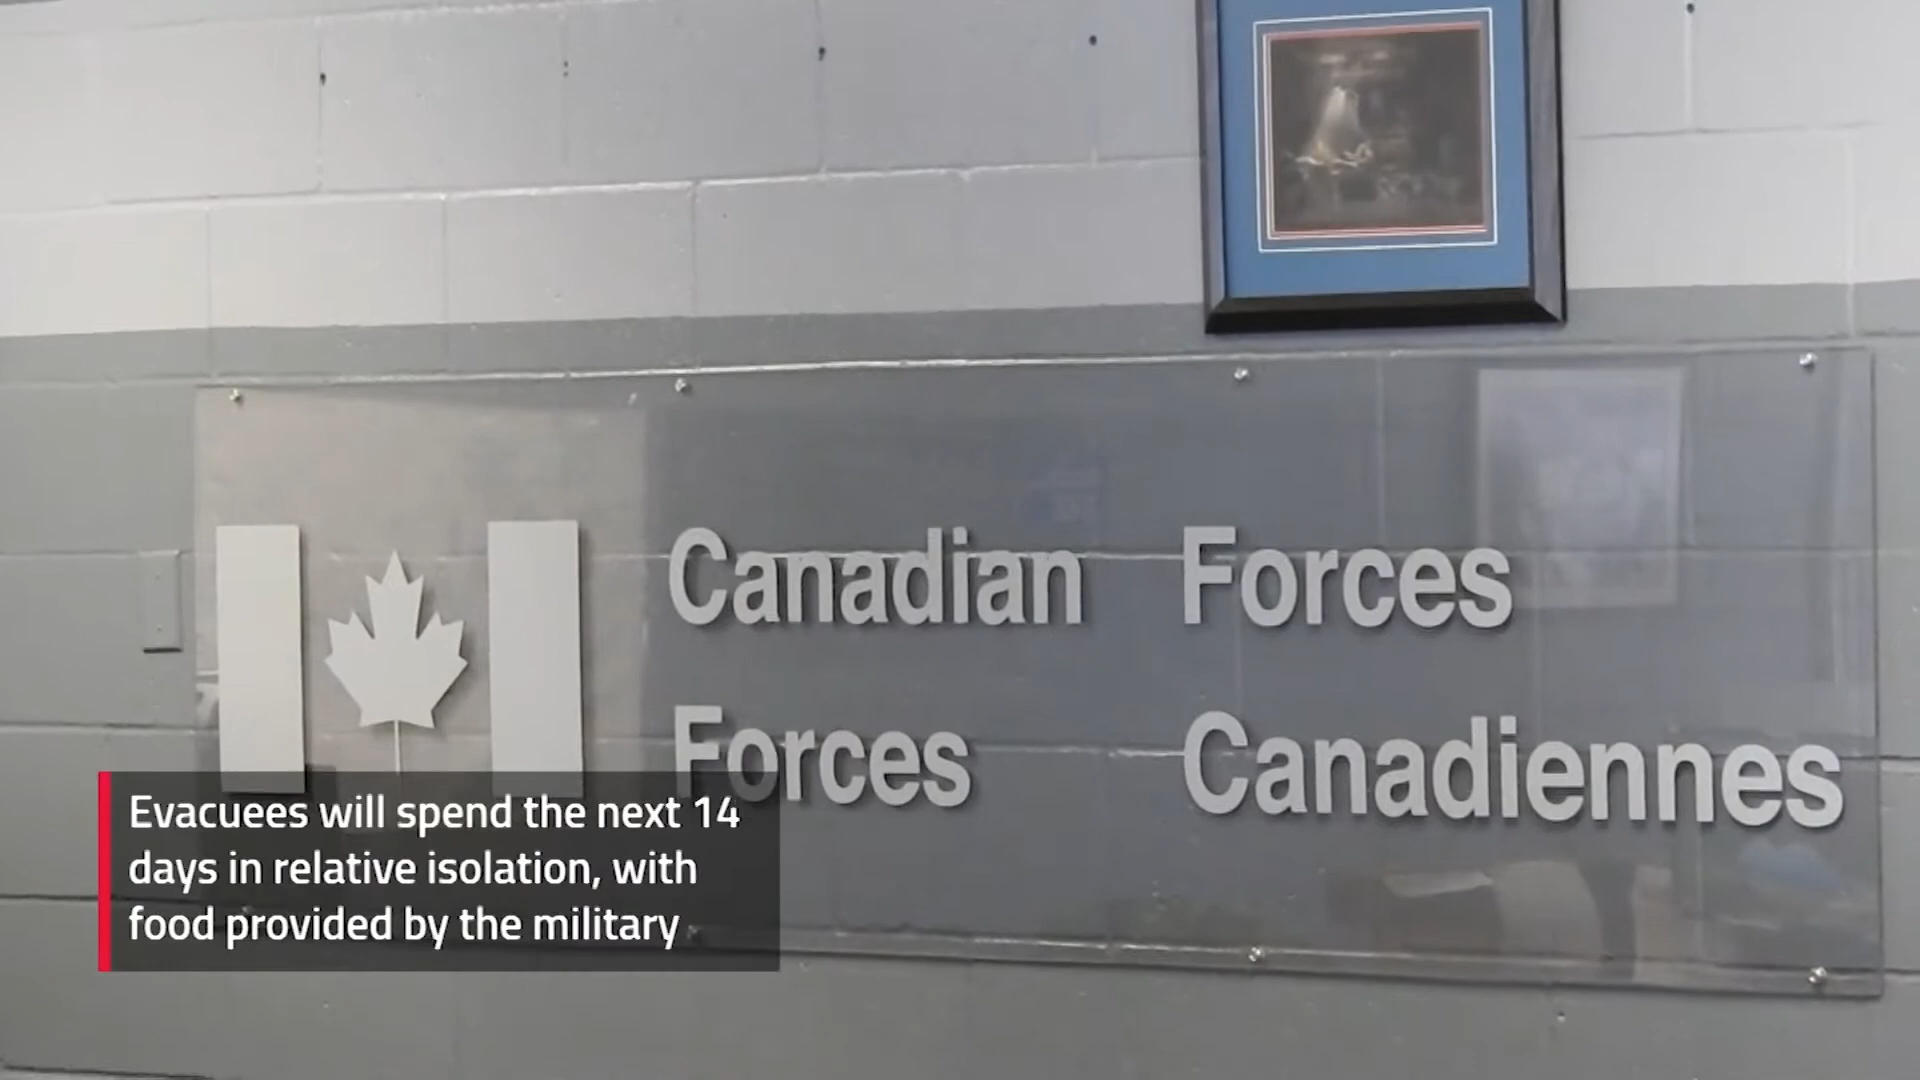 Canadian Forces
Forces Canadiennes
Evacuees will spend the next 14
days in relative isolation, with
food provided by the military